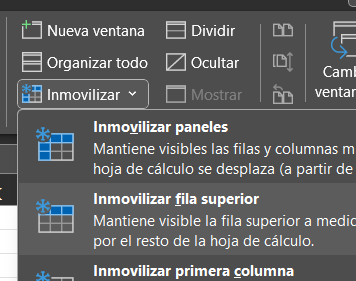 Nueva ventana
Dividir
Organizar todo
Ocultar
Inmovilizar
Mostrar
Camb
ventan
Inmovilizar paneles
Mantiene visibles las filas y columnas m
hoja de cálculo se desplaza (a partir de
Inmovilizar fila superior
Mantiene visible la fila superior a medid
por el resto de la hoja de cálculo.
Inmovilizar primera columna